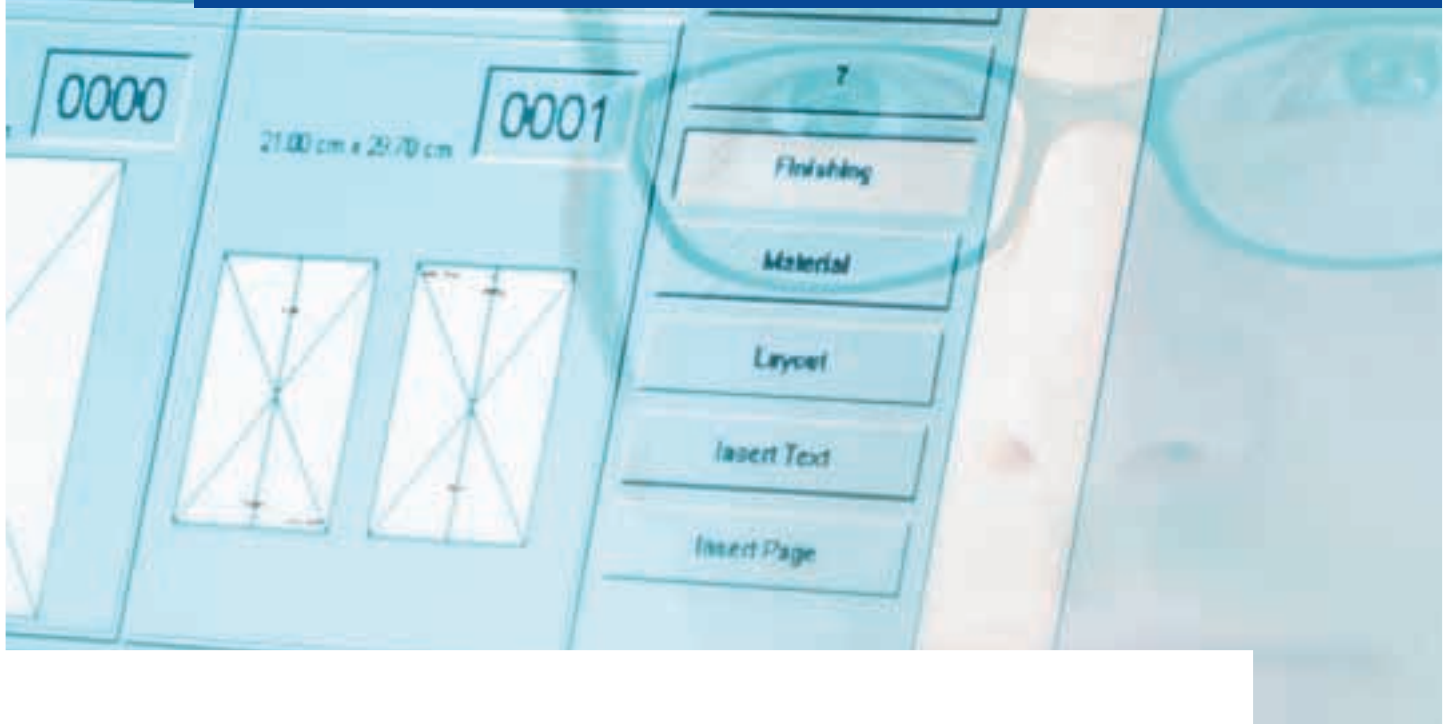 0000
0001
21.00 cm x 29.70 cm
?
Finishing
Material
Layout
Insert Text
Insert Page